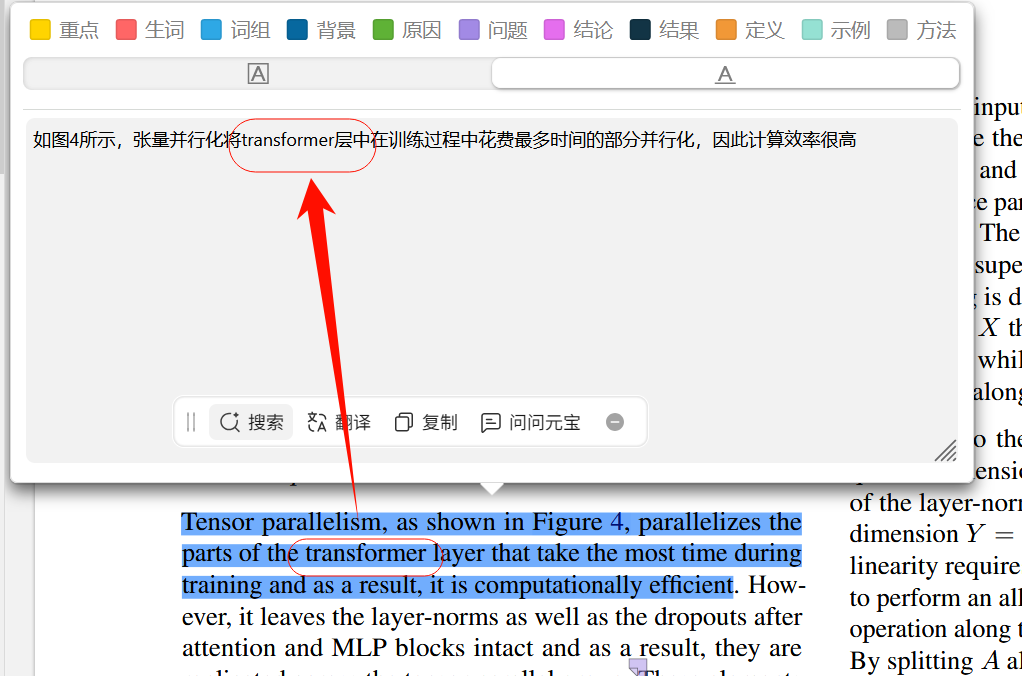 重点 生词 词组 背景 原因 问题 结论 结果 定义 示例 方法
A A
如图4所示，张量并行化将transformer层中在训练过程中花费最多时间的部分并行化，因此计算效率很高
搜索 翻译 复制 问问元宝
Tensor parallelism, as shown in Figure 4, parallelizes the
parts of the transformer layer that take the most time during
training and as a result, it is computationally efficient. How-
ever, it leaves the layer-norms as well as the dropouts after
attention and MLP blocks intact and as a result, they are
input
the
and
The
is d
X th
while
along
o the
of the layer-norm
dimension Y =
linearity require
to perform an all
operation along t
By splitting A al